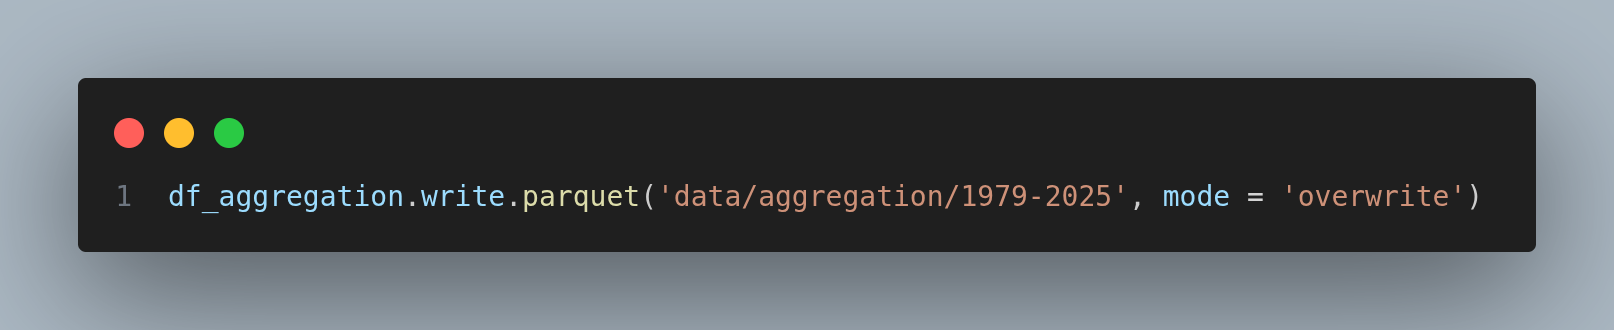 1 df_aggregation.write.parquet('data/aggregation/1979-2025', mode = 'overwrite')